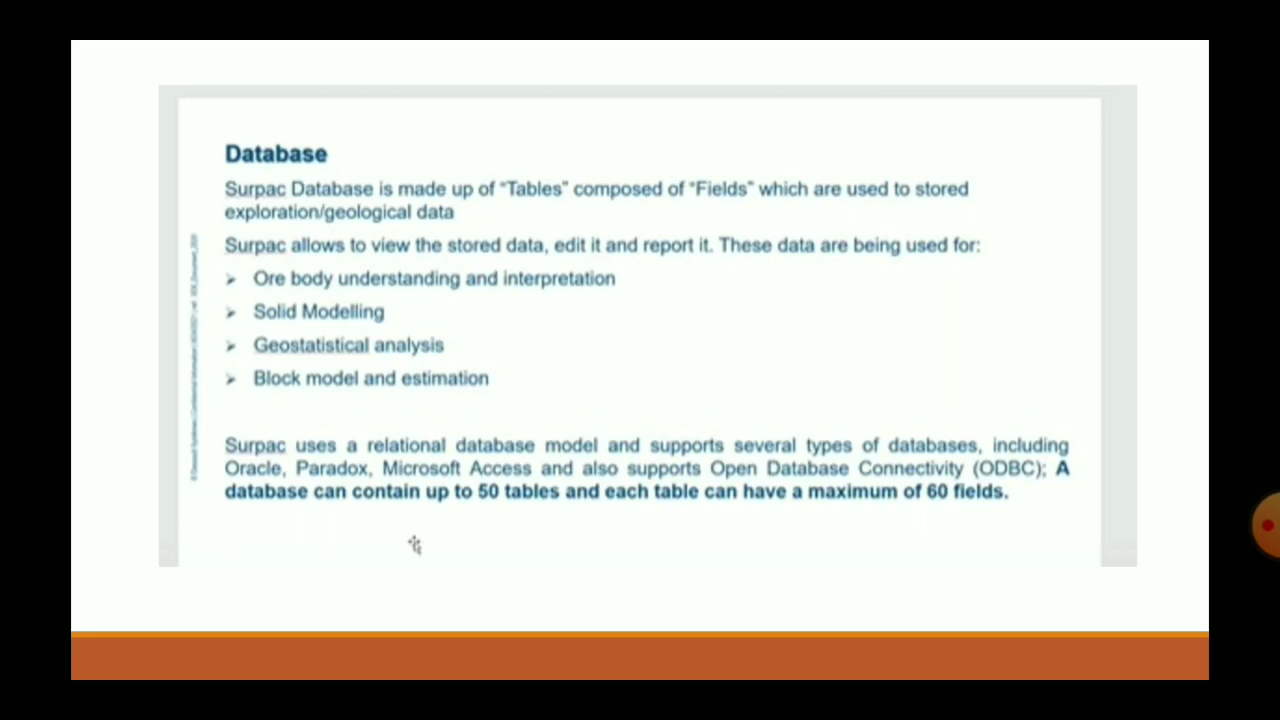 Database
Surpac Database is made up of “Tables” composed of “Fields” which are used to stored
exploration/geological data
Surpac allows to view the stored data, edit it and report it. These data are being used for:
➢ Ore body understanding and interpretation
➢ Solid Modelling
➢ Geostatistical analysis
➢ Block model and estimation
Surpac uses a relational database model and supports several types of databases, including
Oracle, Paradox, Microsoft Access and also supports Open Database Connectivity (ODBC); A
database can contain up to 50 tables and each table can have a maximum of 60 fields.